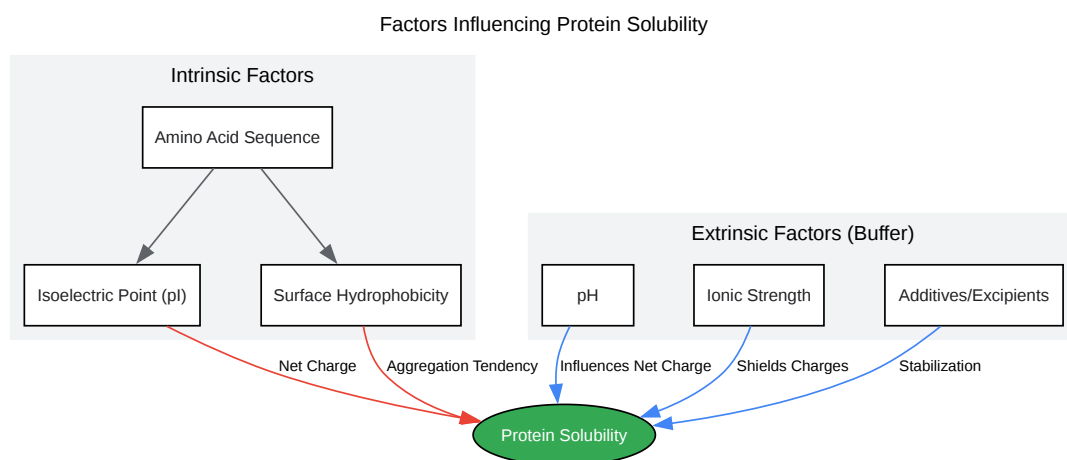 Factors Influencing Protein Solubility
Intrinsic Factors
Amino Acid Sequence
Extrinsic Factors (Buffer)
Isoelectric Point (pI)
Surface Hydrophobicity
pH
Ionic Strength
Additives/Excipients
Net Charge
Aggregation Tendency
Influences Net Charge
Shields Charges
Stabilization
Protein Solubility